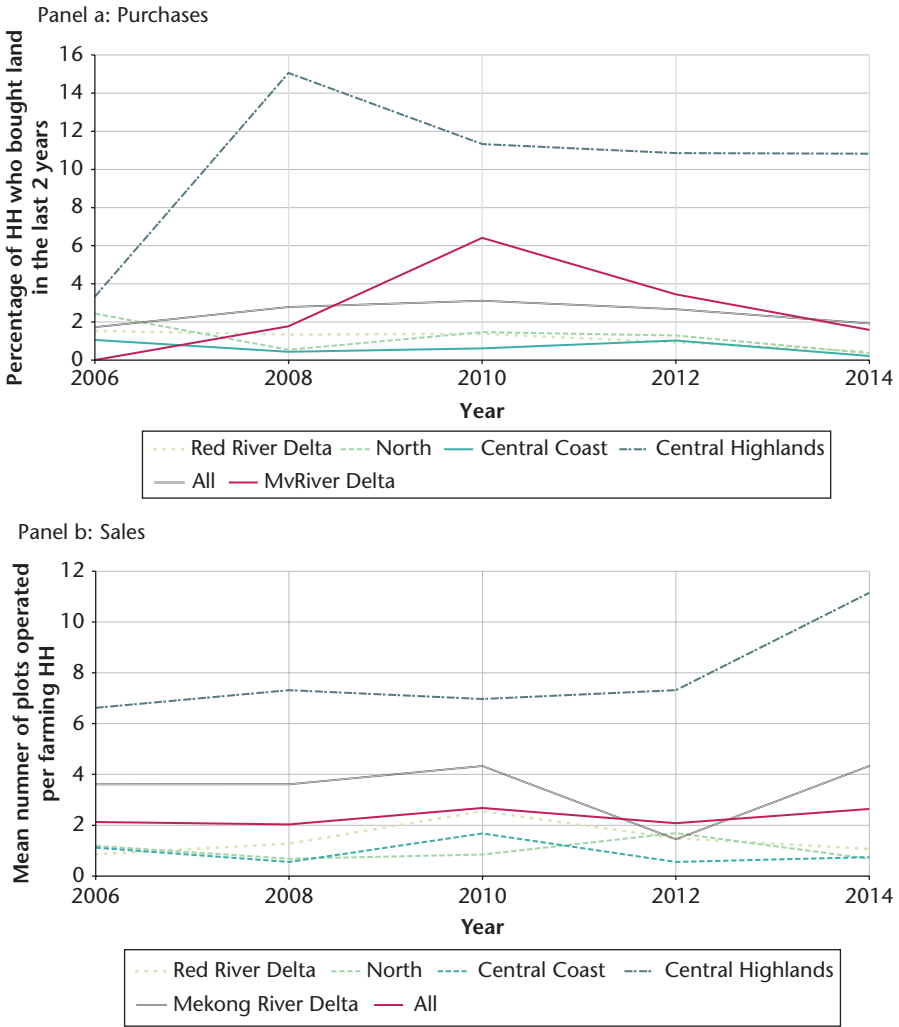 Panel a: Purchases
Percentage of HH who bought land
in the last 2 years
16
14
12
10
8
6
4
2
0
2006 2008 2010 2012 2014
Year
Red River Delta North Central Coast Central Highlands
All MvRiver Delta
Panel b: Sales
Mean numner of plots operated
per farming HH
12
10
8
6
4
2
0
2006 2008 2010 2012 2014
Year
Red River Delta North Central Coast Central Highlands
Mekong River Delta All